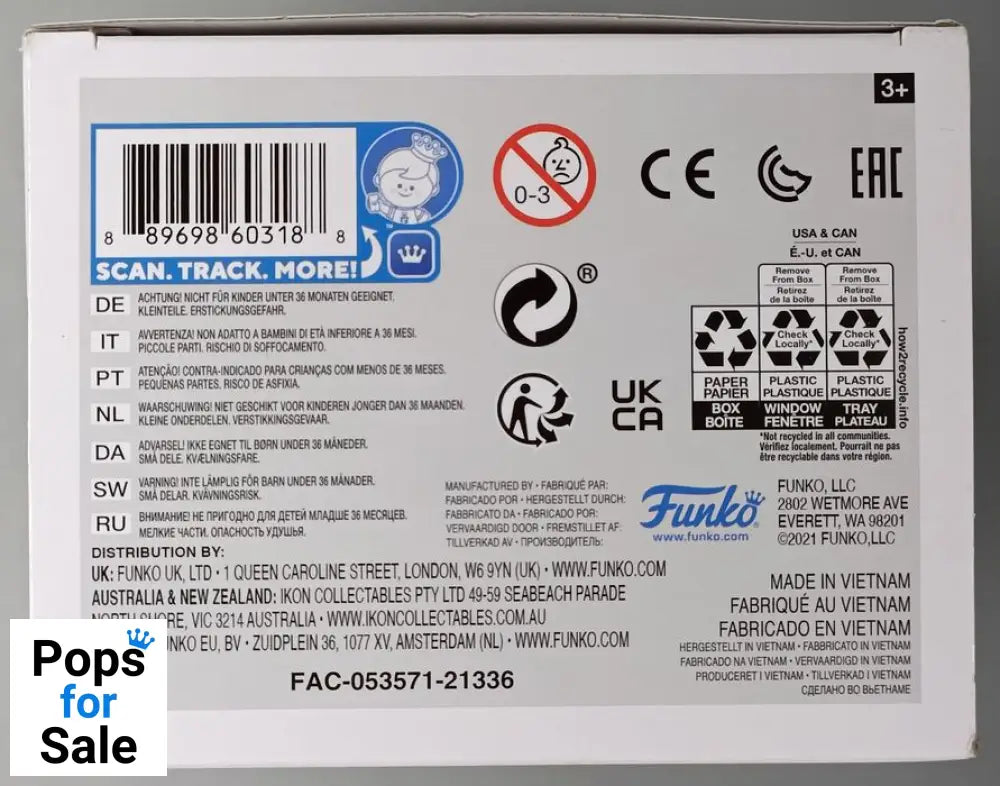 3+
8 89698 60318 8
SCAN. TRACK. MORE!
™
0-3
CE
EAC
®
UK
CA
USA & CAN
É.-U. et CAN
Remove From Box
Retirez de la boîte
Remove From Box
Retirez de la boîte
Check Locally*
Check Locally*
PAPER
PAPIER
PLASTIC
PLASTIQUE
PLASTIC
PLASTIQUE
BOX
BOÎTE
WINDOW
FENÊTRE
TRAY
PLATEAU
how2recycle.info
*Not recycled in all communities.
Vérifiez localement. Pourrait ne pas
être recyclable dans votre région.
DE ACHTUNG! NICHT FÜR KINDER UNTER 36 MONATEN GEEIGNET.
KLEINTEILE. ERSTICKUNGSGEFAHR.
IT AVVERTENZA! NON ADATTO A BAMBINI DI ETÀ INFERIORE A 36 MESI.
PICCOLE PARTI. RISCHIO DI SOFFOCAMENTO.
PT ATENÇÃO! CONTRA-INDICADO PARA CRIANÇAS COM MENOS DE 36 MESES.
PEQUENAS PARTES. RISCO DE ASFIXIA.
NL WAARSCHUWING! NIET GESCHIKT VOOR KINDEREN JONGER DAN 36 MAANDEN.
KLEINE ONDERDELEN. VERSTIKKINGSGEVAAR.
DA ADVARSEL! IKKE EGNET TIL BØRN UNDER 36 MÅNEDER.
SMÅ DELE. KVÆLNINGSFARE.
SW VARNING! INTE LÄMPLIG FÖR BARN UNDER 36 MÅNADER.
SMÅ DELAR. KVÄVNINGSRISK.
RU ВНИМАНИЕ! НЕ ПРИГОДНО ДЛЯ ДЕТЕЙ МЛАДШЕ 36 МЕСЯЦЕВ.
МЕЛКИЕ ЧАСТИ. ОПАСНОСТЬ УДУШЬЯ.
MANUFACTURED BY • FABRIQUÉ PAR:
FABRICADO POR • HERGESTELLT DURCH:
FABBRICATO DA • FABRICADO POR:
VERVAARDIGD DOOR • FREMSTILLET AF:
TILLVERKAD AV • ПРОИЗВОДИТЕЛЬ:
Funko
www.funko.com
FUNKO, LLC
2802 WETMORE AVE
EVERETT, WA 98201
©2021 FUNKO,LLC
DISTRIBUTION BY:
UK: FUNKO UK, LTD • 1 QUEEN CAROLINE STREET, LONDON, W6 9YN (UK) • WWW.FUNKO.COM
AUSTRALIA & NEW ZEALAND: IKON COLLECTABLES PTY LTD 49-59 SEABEACH PARADE
NORTH SHORE, VIC 3214 AUSTRALIA • WWW.IKONCOLLECTABLES.COM.AU
NKO EU, BV • ZUIDPLEIN 36, 1077 XV, AMSTERDAM (NL) • WWW.FUNKO.COM
FAC-053571-21336
MADE IN VIETNAM
FABRIQUÉ AU VIETNAM
FABRICADO EN VIETNAM
HERGESTELLT IN VIETNAM • FABBRICATO IN VIETNAM
FABRICADO NA VIETNAM • VERVAARDIGD IN VIETNAM
PRODUCERET I VIETNAM • TILLVERKAD I VIETNAM
СДЕЛАНО ВО ВЬЕТНАМЕ
Pops
for
Sale